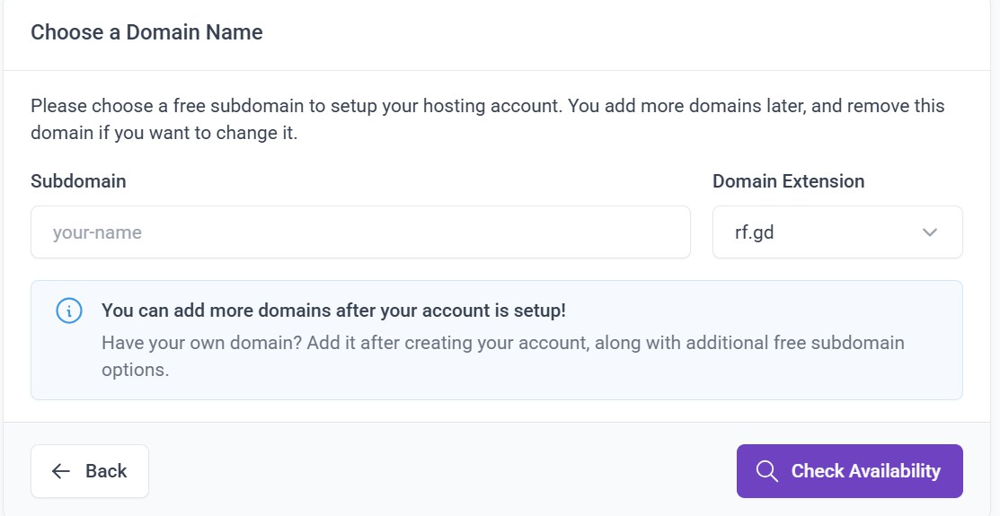 Choose a Domain Name
Please choose a free subdomain to setup your hosting account. You add more domains later, and remove this
domain if you want to change it.
Subdomain
Domain Extension
your-name
rf.gd
You can add more domains after your account is setup!
Have your own domain? Add it after creating your account, along with additional free subdomain
options.
Back
Check Availability